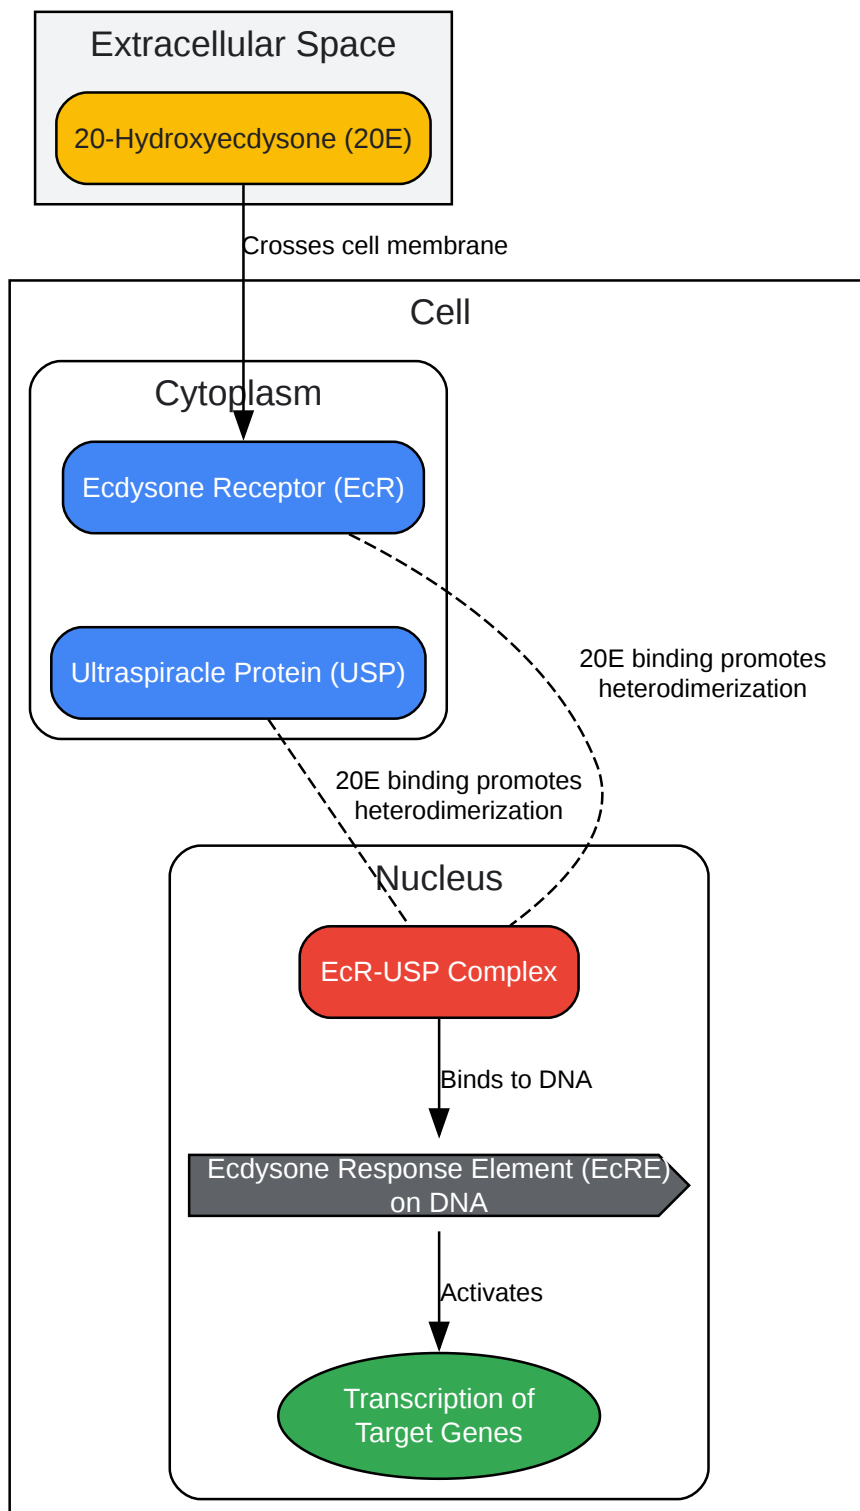 Extracellular Space
20-Hydroxyecdysone (20E)
Crosses cell membrane
Cell
Cytoplasm
Ecdysone Receptor (EcR)
Ultraspiracle Protein (USP)
20E binding promotes
heterodimerization
20E binding promotes
heterodimerization
Nucleus
EcR-USP Complex
Binds to DNA
Ecdysone Response Element (EcRE)
on DNA
Activates
Transcription of
Target Genes